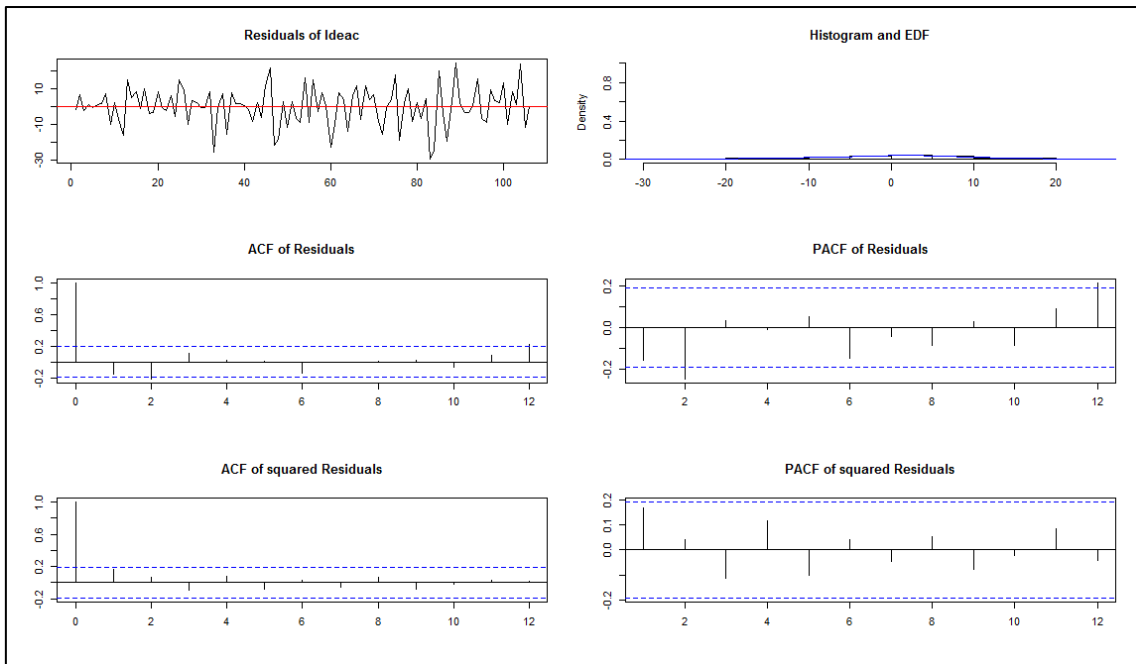 Residuals of Ideac
10
-10
-30
0 20 40 60 80 100
Histogram and EDF
Density
0.8
0.4
0.0
-30 -20 -10 0 10 20
ACF of Residuals
1.0
0.6
0.2
-0.2
0 2 4 6 8 10 12
PACF of Residuals
0.2
0.0
-0.2
2 4 6 8 10 12
ACF of squared Residuals
1.0
0.6
0.2
-0.2
0 2 4 6 8 10 12
PACF of squared Residuals
0.2
0.1
0.0
-0.2
2 4 6 8 10 12